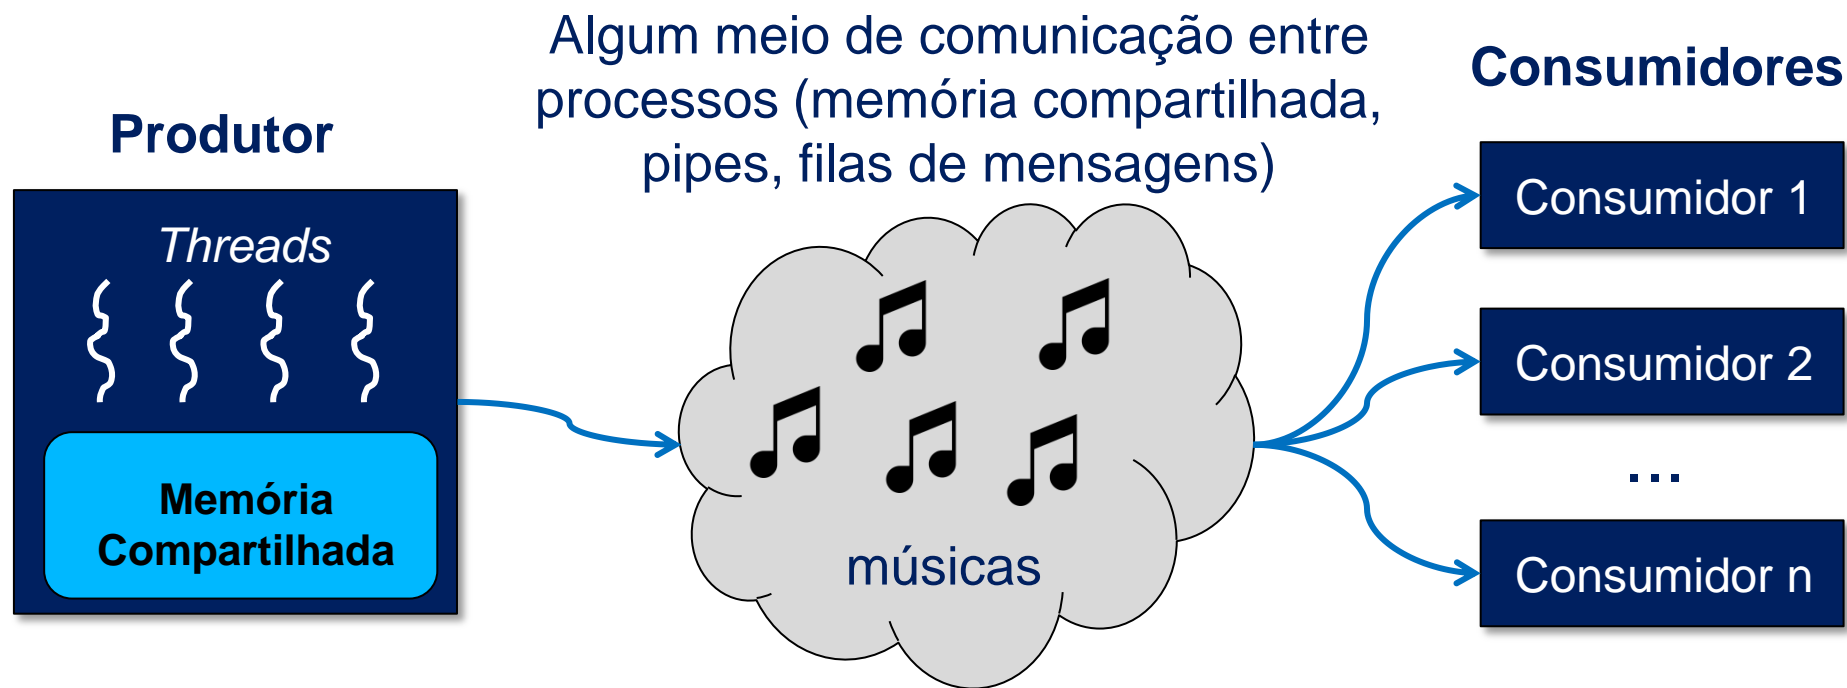 Algum meio de comunicação entre
processos (memória compartilhada,
pipes, filas de mensagens)
Produtor
Threads
Memória
Compartilhada
músicas
Consumidores
Consumidor 1
Consumidor 2
...
Consumidor n